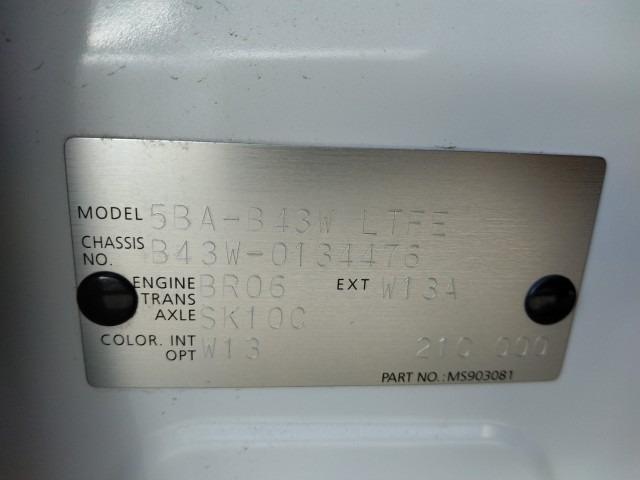 MODEL 5BA-B43W LTFE
CHASSIS NO. B43W-0134476
ENGINE BR06 EXT W13A
TRANS AXLE SK10C
COLOR. INT W13 21C 000
OPT
PART NO.: MS903081